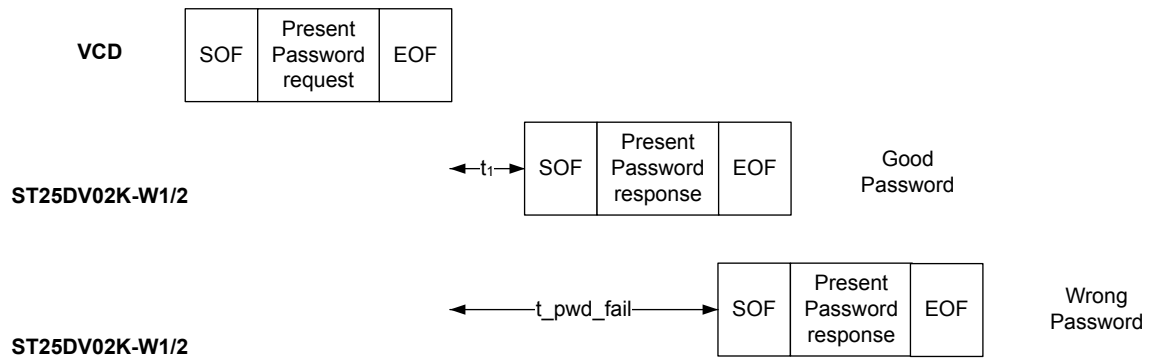 VCD
SOF
Present
Password
request
EOF
t₁
SOF
Present
Password
response
EOF
Good
Password
ST25DV02K-W1/2
t_pwd_fail
SOF
Present
Password
response
EOF
Wrong
Password
ST25DV02K-W1/2